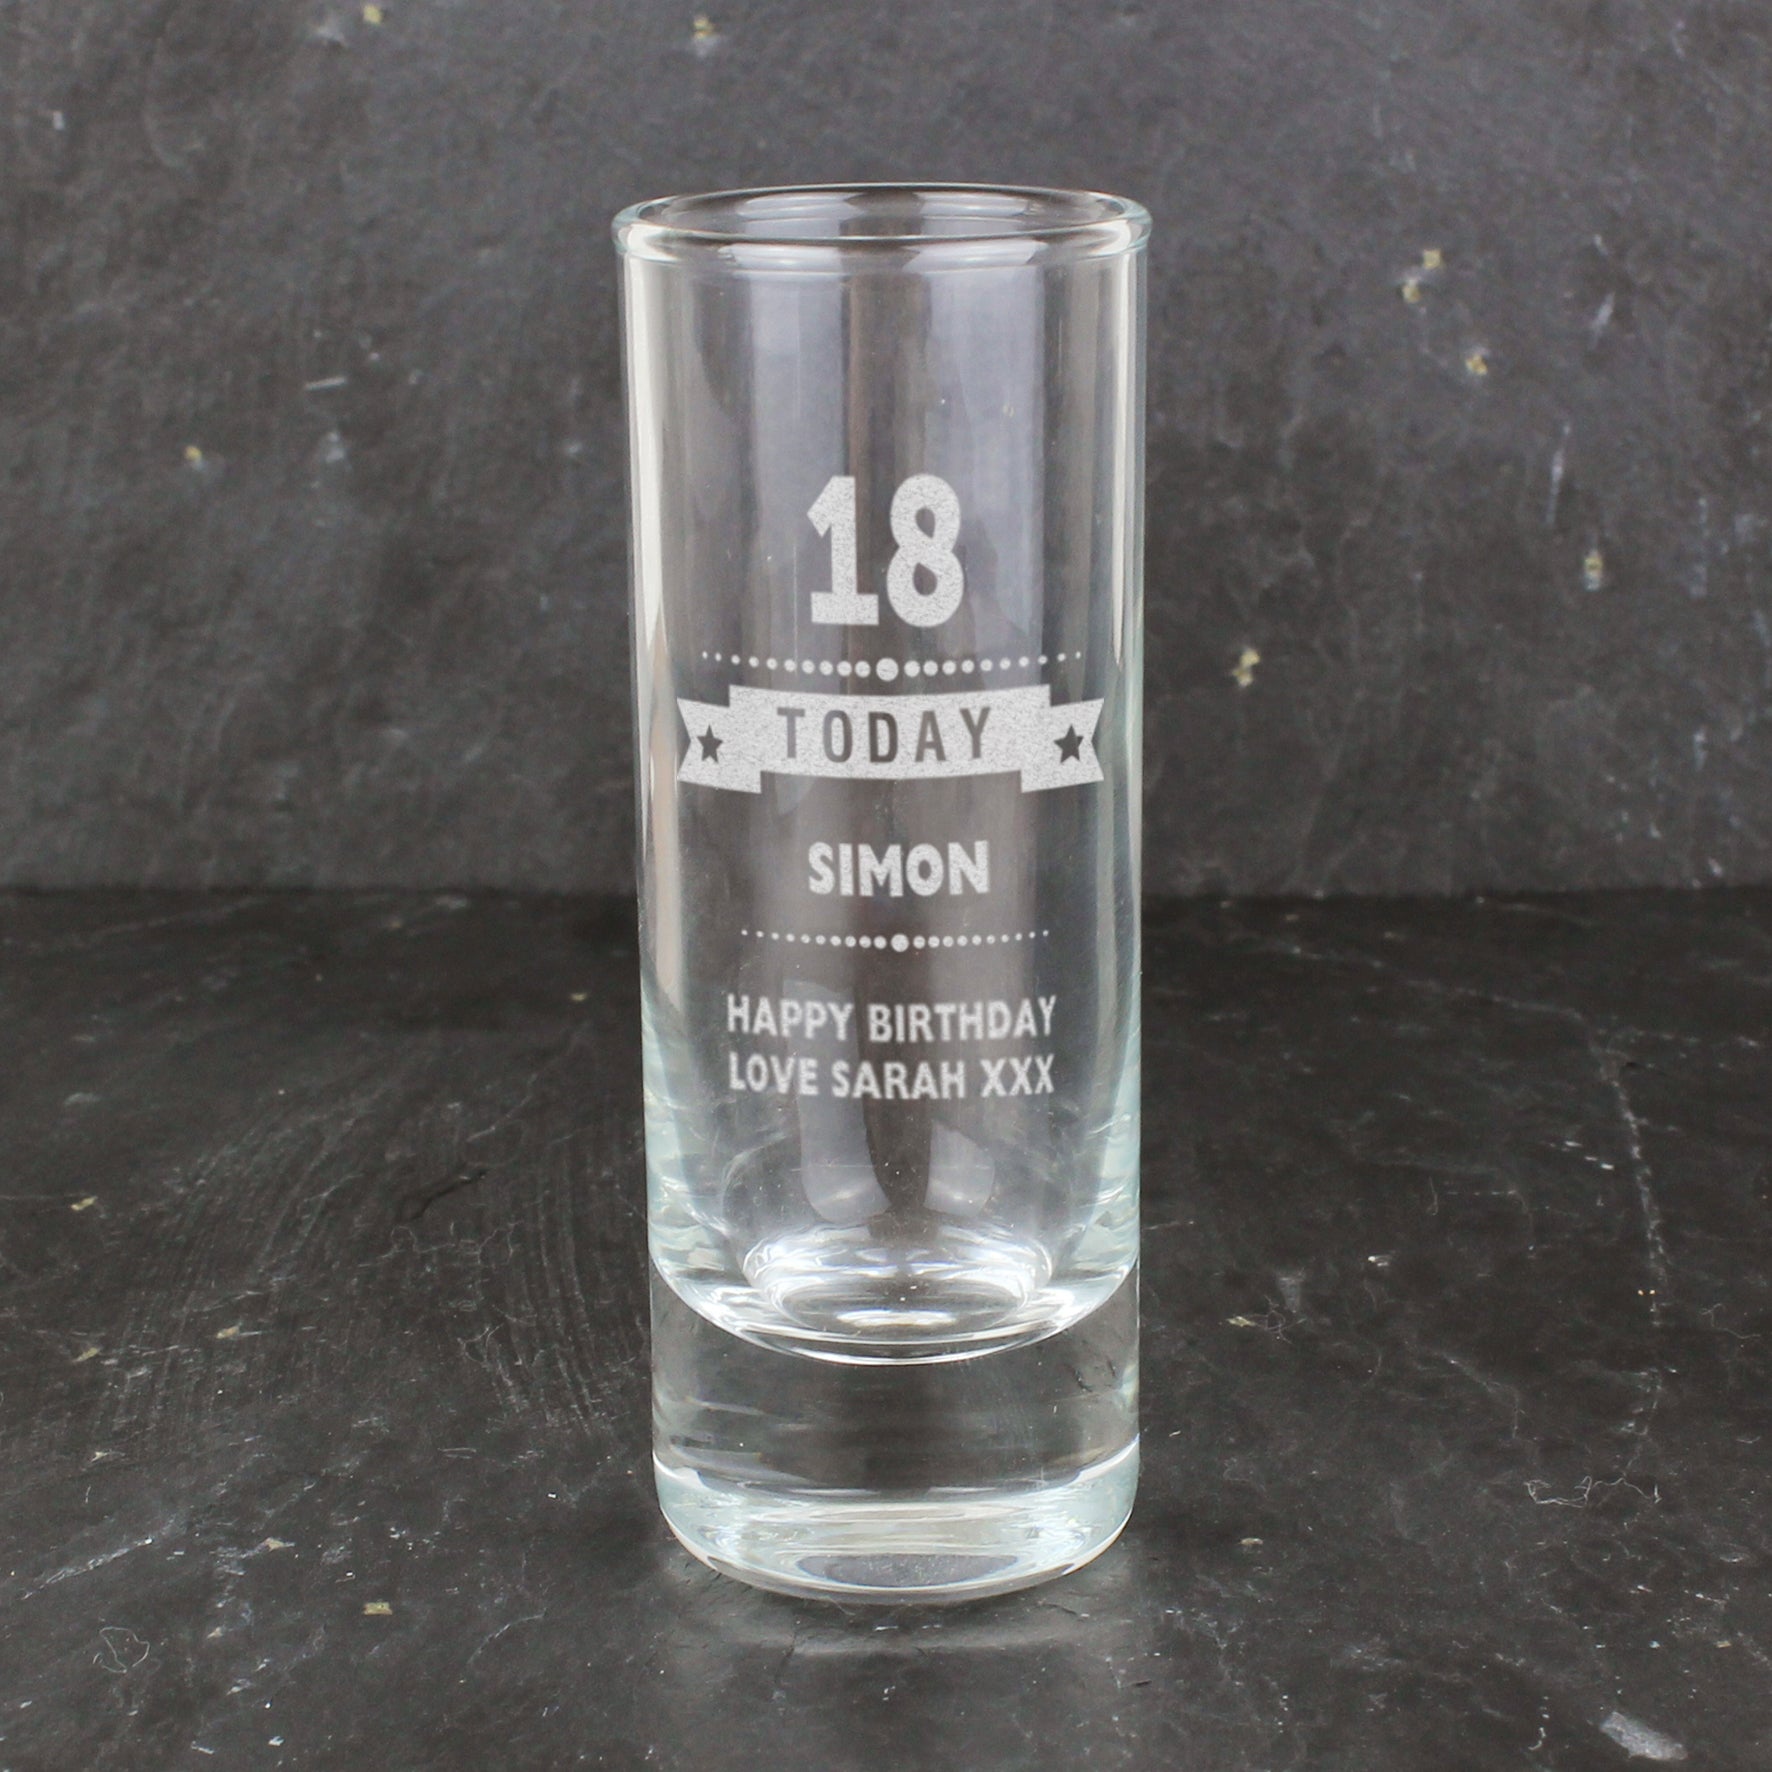 18
TODAY
SIMON
HAPPY BIRTHDAY
LOVE SARAH XXX